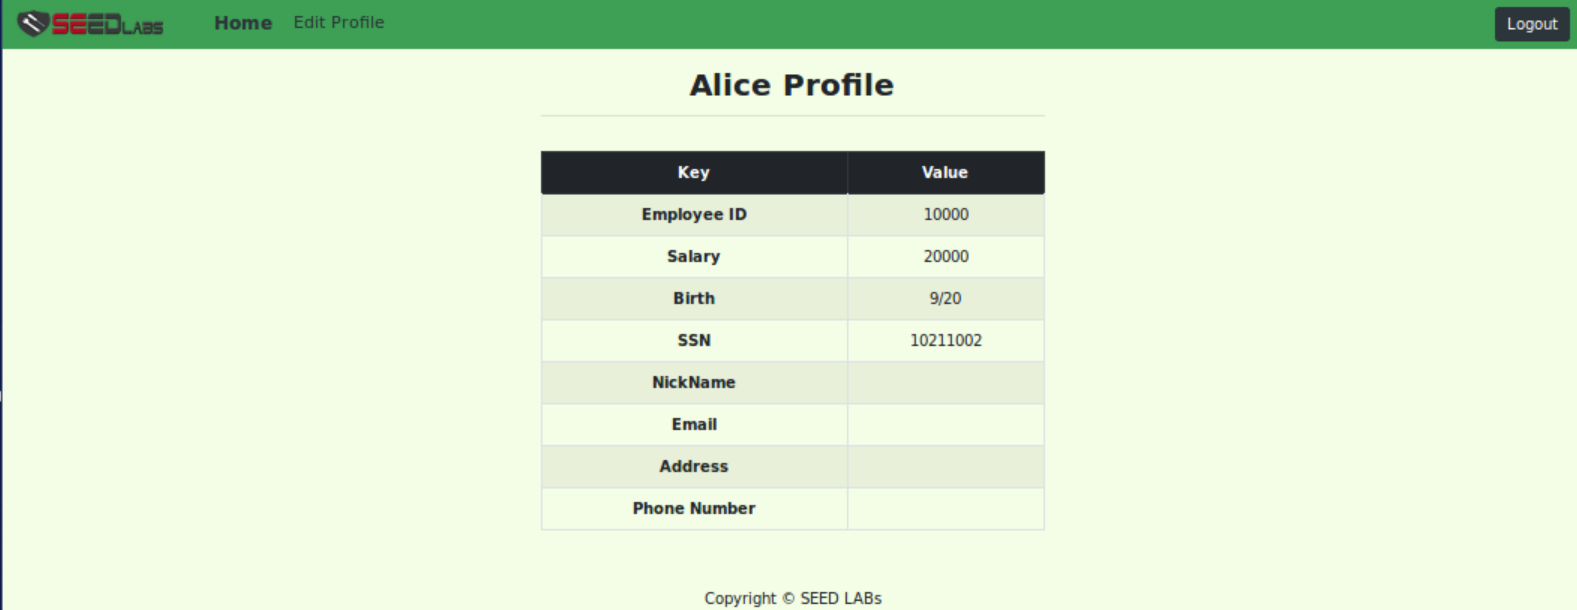 SEEDLABS Home Edit Profile Logout
Alice Profile
Key Value
Employee ID 10000
Salary 20000
Birth 9/20
SSN 10211002
NickName
Email
Address
Phone Number
Copyright © SEED LABs